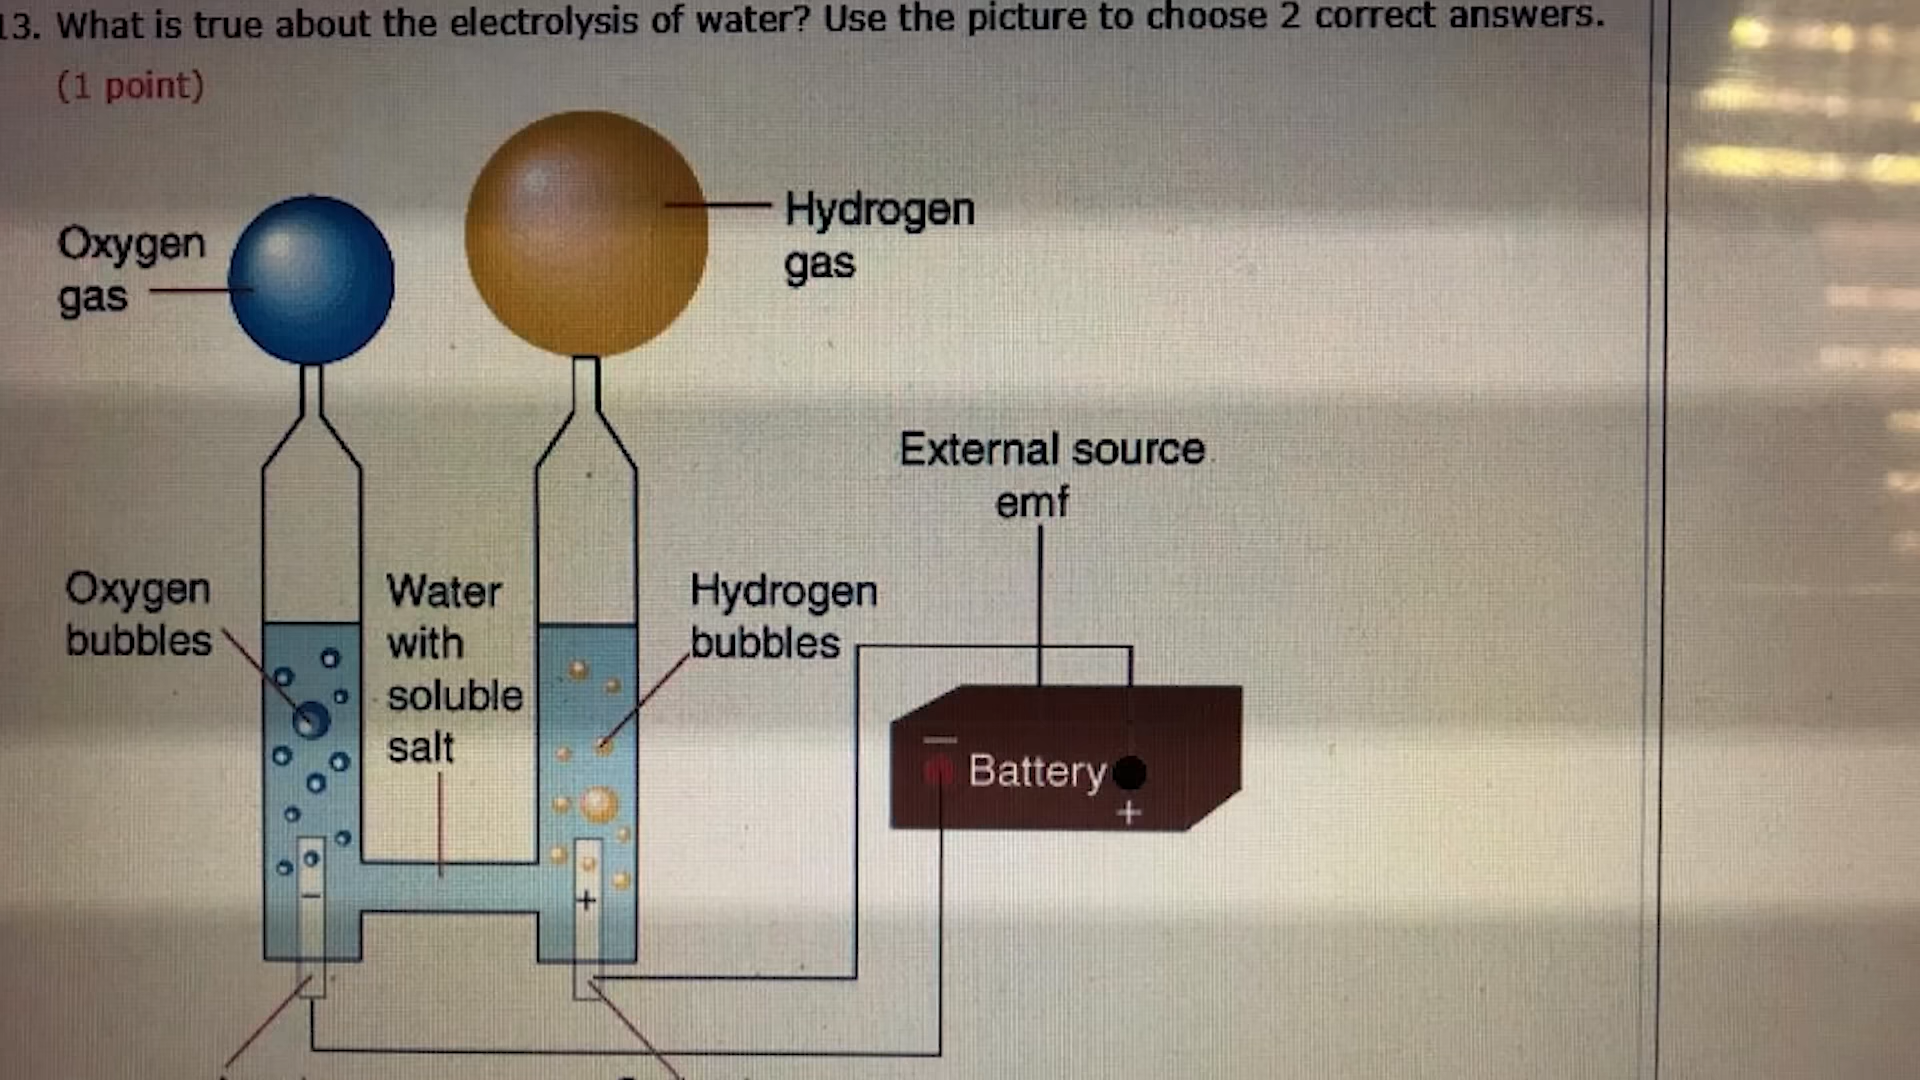 13. What is true about the electrolysis of water? Use the picture to choose 2 correct answers.
(1 point)
Oxygen
gas
Hydrogen
gas
External source
emf
Oxygen
bubbles
Water
with
soluble
salt
Hydrogen
bubbles
−
Battery
+
−
+